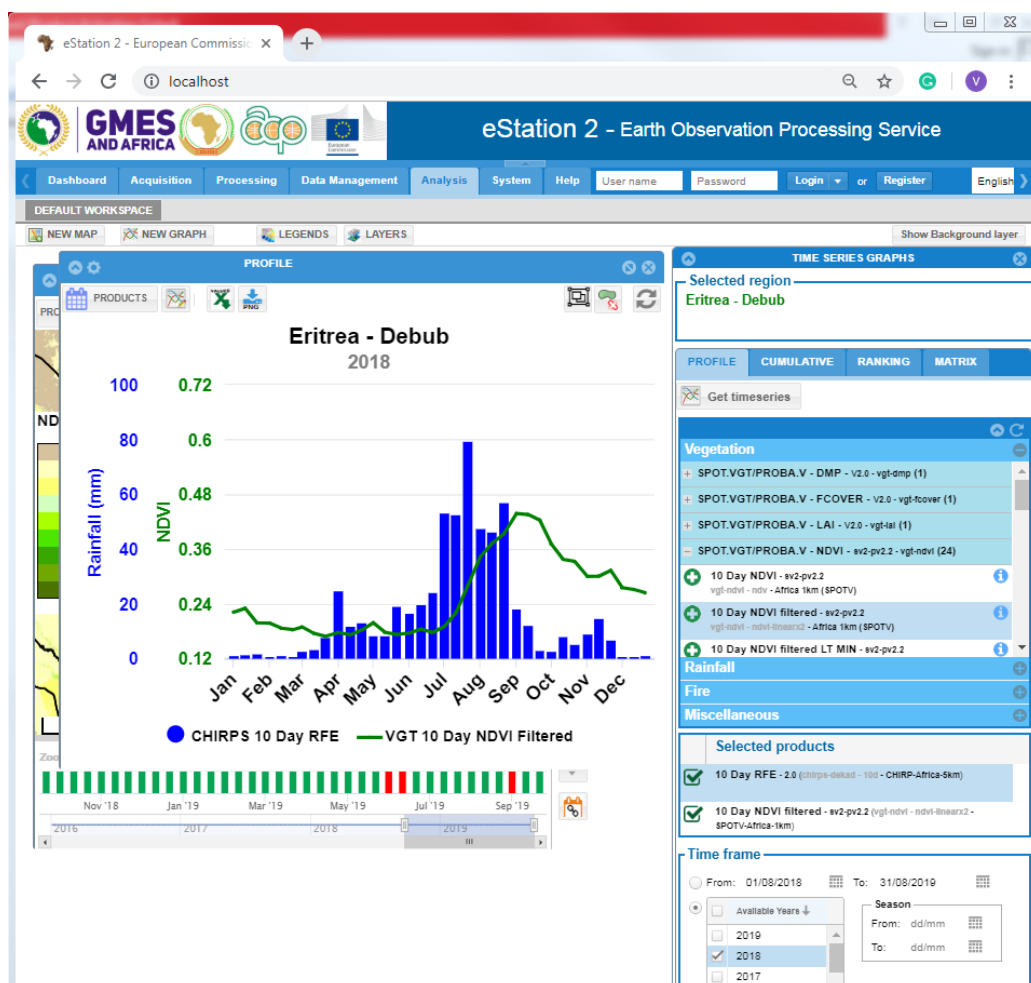 eStation 2 - European Commissic
localhost
V
GMES
AND AFRICA
acp
European
Commission
eStation 2 - Earth Observation Processing Service
Dashboard Acquisition Processing Data Management Analysis System Help User name Password Login or Register English
DEFAULT WORKSPACE
NEW MAP NEW GRAPH LEGENDS LAYERS Show Background layer
PRO
ND
Zoo
PROFILE
PRODUCTS
VALUES
PNG
Eritrea - Debub
2018
100 0.72
80 0.6
60 0.48
40 0.36
20 0.24
0 0.12
Rainfall (mm)
NDVI
Jan Feb Mar Apr May Jun Jul Aug Sep Oct Nov Dec
CHIRPS 10 Day RFE VGT 10 Day NDVI Filtered
Nov '18 Jan '19 Mar '19 May '19 Jul '19 Sep '19
2016 2017 2018 2019
TIME SERIES GRAPHS
Selected region
Eritrea - Debub
PROFILE CUMULATIVE RANKING MATRIX
Get timeseries
Vegetation
SPOT.VGT/PROBA.V - DMP - V2.0 - vgt-dmp (1)
SPOT.VGT/PROBA.V - FCOVER - V2.0 - vgt-fcover (1)
SPOT.VGT/PROBA.V - LAI - V2.0 - vgt-lai (1)
SPOT.VGT/PROBA.V - NDVI - sv2-pv2.2 - vgt-ndvi (24)
10 Day NDVI - sv2-pv2.2
vgt-ndvi - ndv - Africa 1km (SPOTV)
10 Day NDVI filtered - sv2-pv2.2
vgt-ndvi - ndvi-linearx2 - Africa 1km (SPOTV)
10 Day NDVI filtered LT MIN - sv2-pv2.2
Rainfall
Fire
Miscellaneous
Selected products
10 Day RFE - 2.0 (chirps-dekad - 10d - CHIRP-Africa-5km)
10 Day NDVI filtered - sv2-pv2.2 (vgt-ndvi - ndvi-linearx2 -
SPOTV-Africa-1km)
Time frame
From: 01/08/2018 To: 31/08/2019
Available Years
2019
2018
2017
Season
From: dd/mm
To: dd/mm